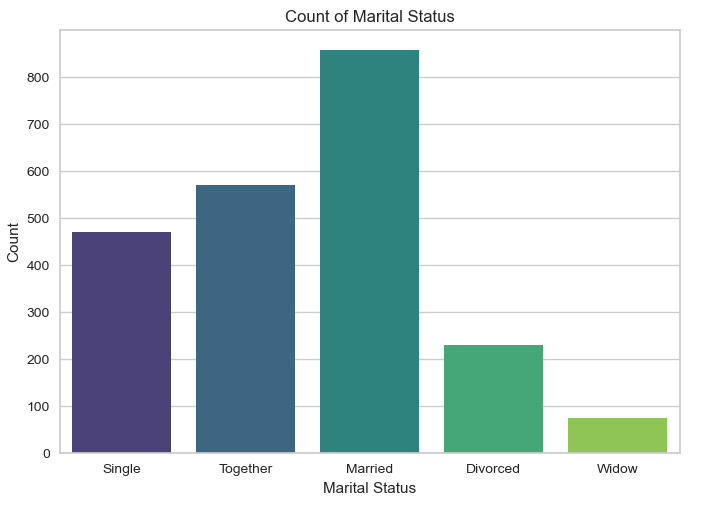 Count of Marital Status
Count
800
700
600
500
400
300
200
100
0
Single Together Married Divorced Widow
Marital Status